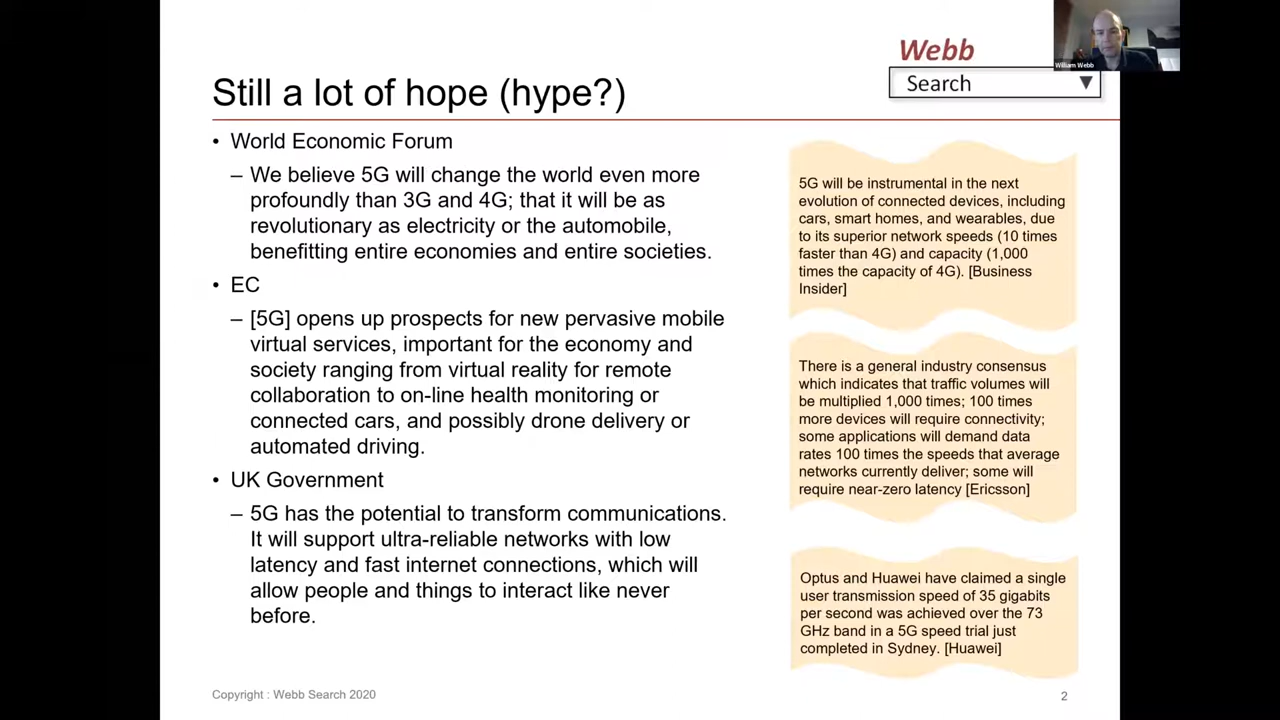 Webb
Search
William Webb
Still a lot of hope (hype?)
• World Economic Forum
– We believe 5G will change the world even more
profoundly than 3G and 4G; that it will be as
revolutionary as electricity or the automobile,
benefitting entire economies and entire societies.
• EC
– [5G] opens up prospects for new pervasive mobile
virtual services, important for the economy and
society ranging from virtual reality for remote
collaboration to on-line health monitoring or
connected cars, and possibly drone delivery or
automated driving.
• UK Government
– 5G has the potential to transform communications.
It will support ultra-reliable networks with low
latency and fast internet connections, which will
allow people and things to interact like never
before.
5G will be instrumental in the next
evolution of connected devices, including
cars, smart homes, and wearables, due
to its superior network speeds (10 times
faster than 4G) and capacity (1,000
times the capacity of 4G). [Business
Insider]
There is a general industry consensus
which indicates that traffic volumes will
be multiplied 1,000 times; 100 times
more devices will require connectivity;
some applications will demand data
rates 100 times the speeds that average
networks currently deliver; some will
require near-zero latency [Ericsson]
Optus and Huawei have claimed a single
user transmission speed of 35 gigabits
per second was achieved over the 73
GHz band in a 5G speed trial just
completed in Sydney. [Huawei]
Copyright : Webb Search 2020
2